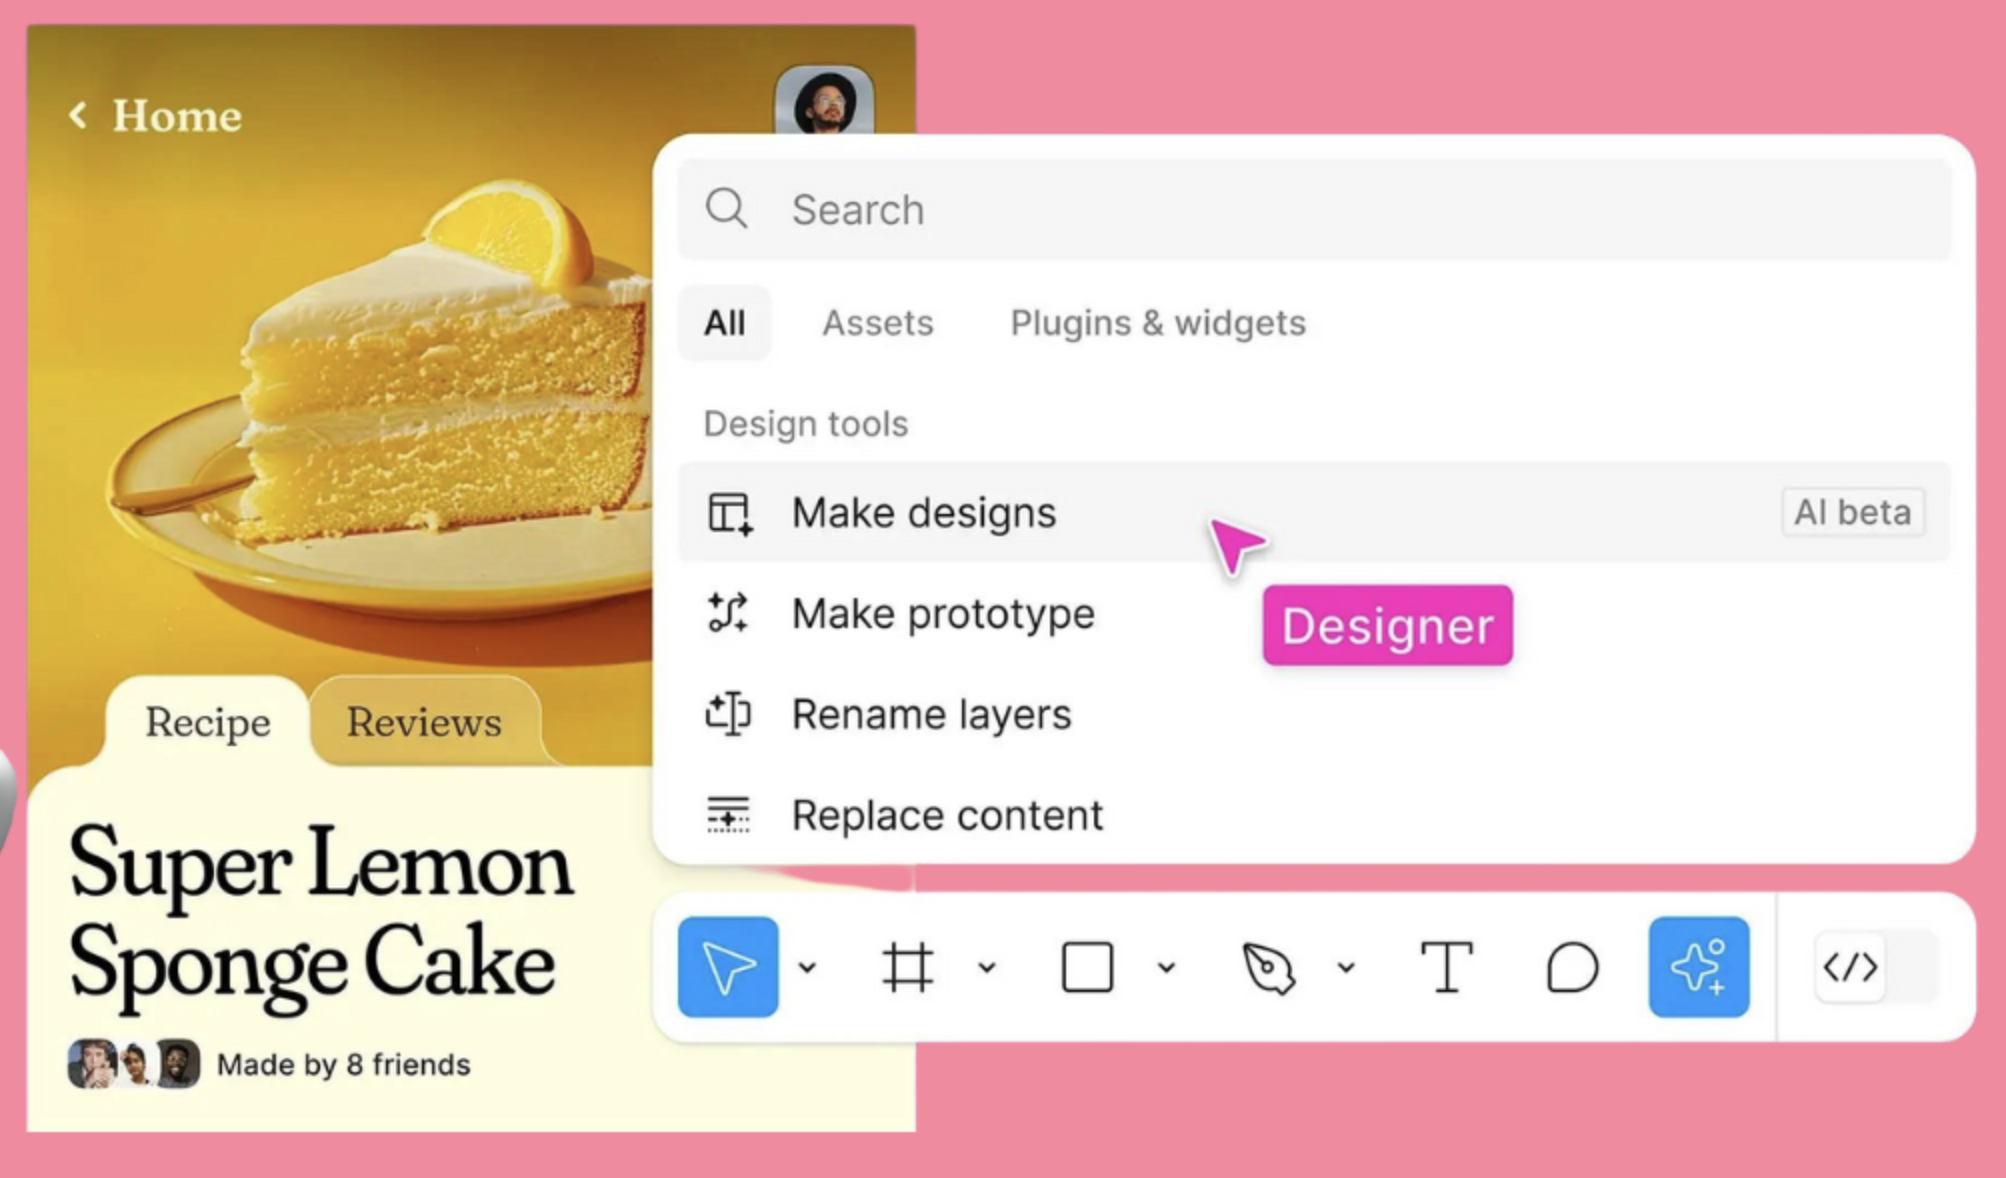 Home
Search
All Assets Plugins & widgets
Design tools
Make designs AI beta
Make prototype
Designer
Rename layers
Replace content
Recipe Reviews
Super Lemon
Sponge Cake
Made by 8 friends